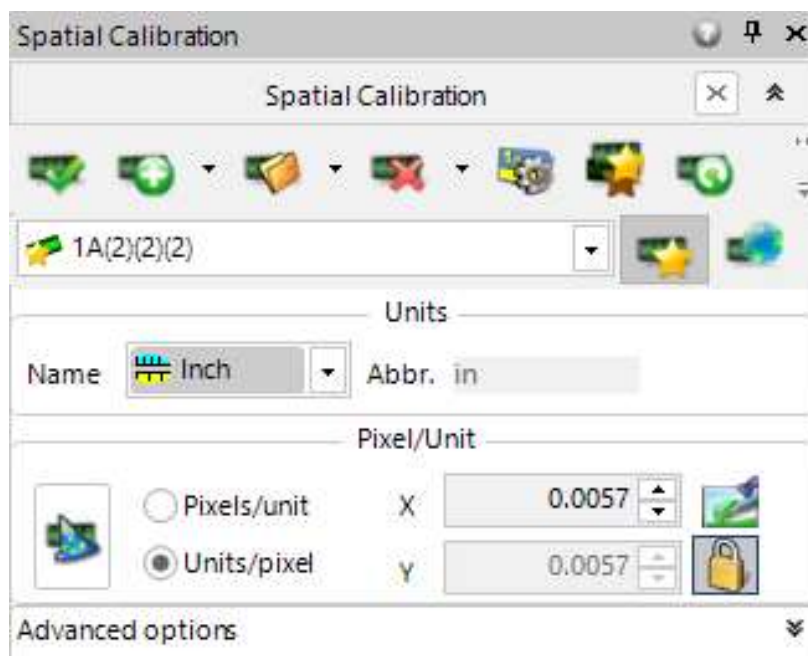 Spatial Calibration
Spatial Calibration
1A(2)(2)(2)
Units
Name Inch Abbr. in
Pixel/Unit
Pixels/unit X 0.0057
Units/pixel Y 0.0057
Advanced options